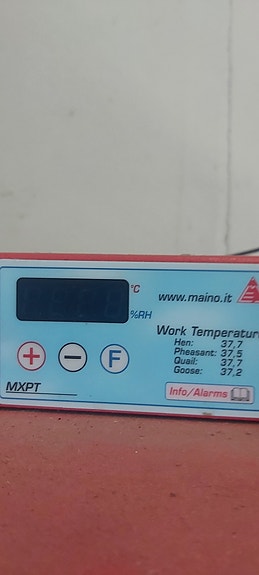 °C
www.maino.it
%RH
Work Temperatur
Hen: 37,7
Pheasant: 37,5
Quail: 37,7
Goose: 37,2
+ - F
MXPT
Info/Alarms